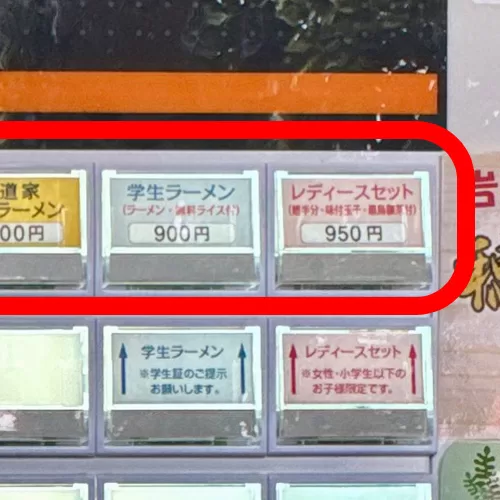 道家
ラーメン
00円
学生ラーメン
(ラーメン・無料ライス付)
900円
レディースセット
(麺半分・味付玉子・杏仁豆腐付)
950円
学生ラーメン
※学生証のご提示
お願いします。
レディースセット
※女性・小学生以下の
お子様限定です。